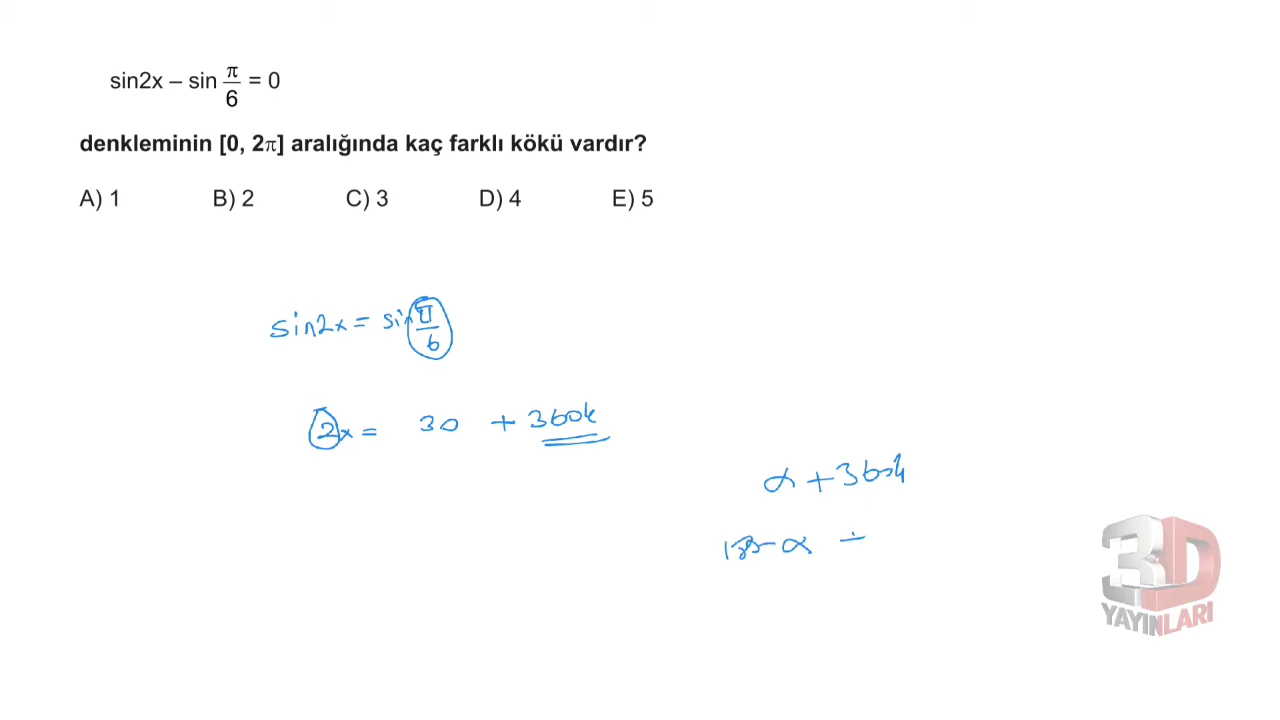 sin2x – sin π/6 = 0
denkleminin [0, 2π] aralığında kaç farklı kökü vardır?
A) 1 B) 2 C) 3 D) 4 E) 5
sin2x = sin π/6
2x = 30 + 360k
α + 360k
180 - α +
3D
YAYINLARI